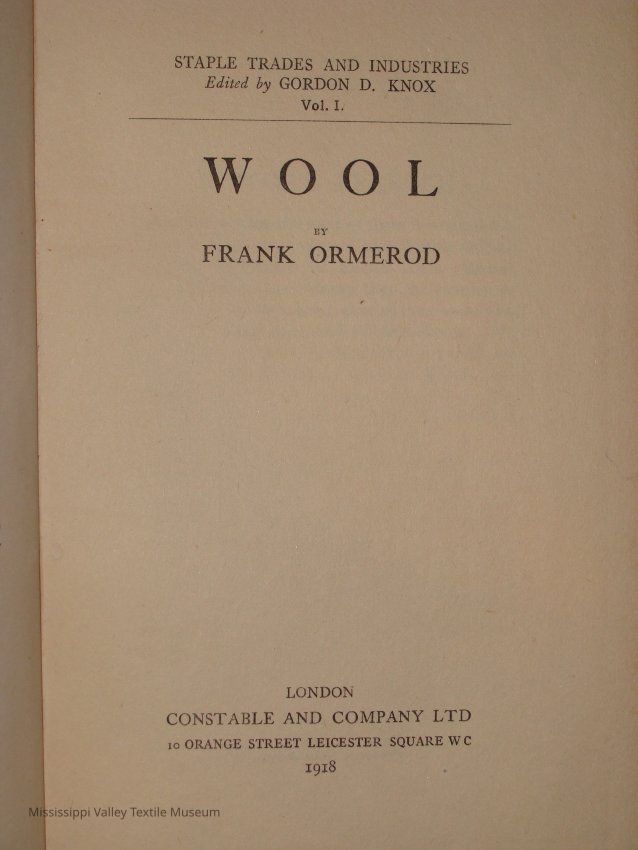 STAPLE TRADES AND INDUSTRIES
Edited by GORDON D. KNOX
Vol. I.
WOOL
BY
FRANK ORMEROD
LONDON
CONSTABLE AND COMPANY LTD
10 ORANGE STREET LEICESTER SQUARE W C
1918
Mississippi Valley Textile Museum